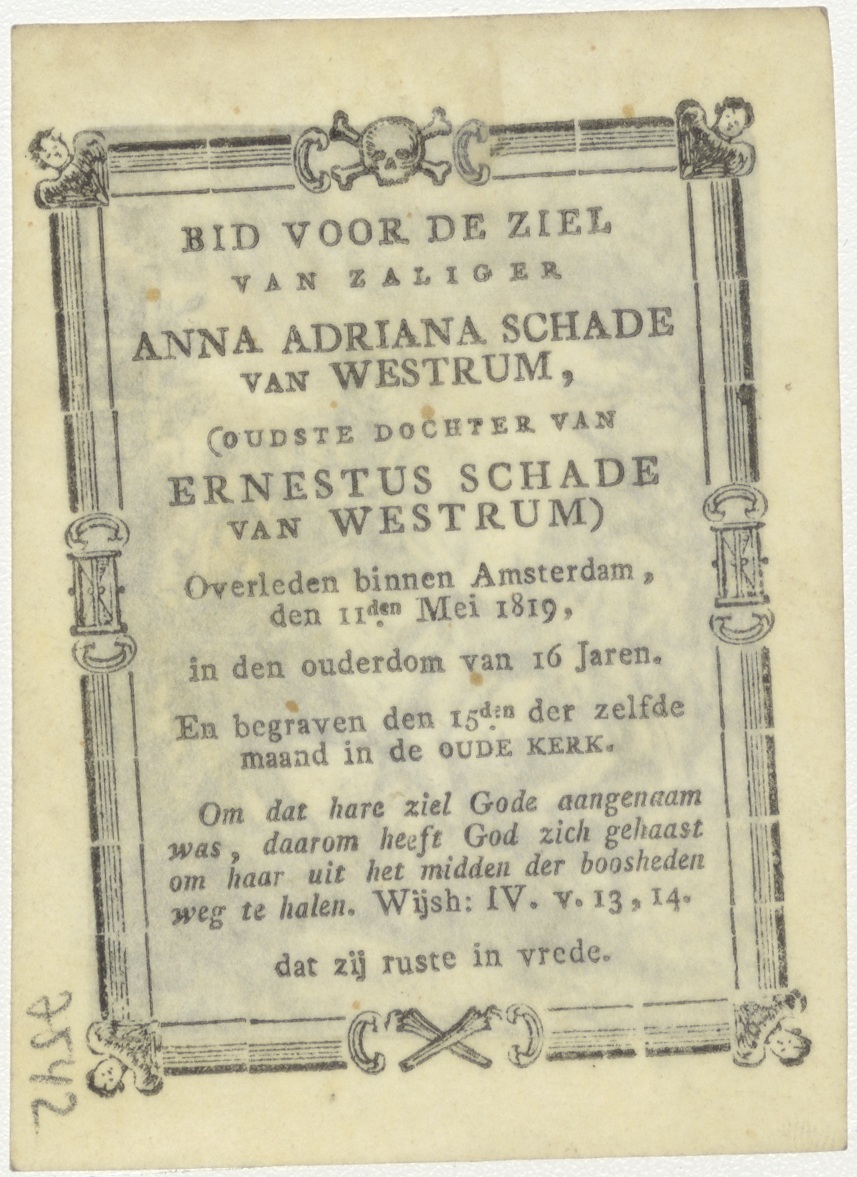 BID VOOR DE ZIEL
VAN ZALIGER
ANNA ADRIANA SCHADE
VAN WESTRUM,
(OUDSTE DOCHTER VAN
ERNESTUS SCHADE
VAN WESTRUM)
Overleden binnen Amsterdam,
den 11den Mei 1819,
in den ouderdom van 16 Jaren.
En begraven den 15den der zelfde
maand in de OUDE KERK.
Om dat hare ziel Gode aangenaam
was, daarom heeft God zich gehaast
om haar uit het midden der boosheden
weg te halen. Wijsh: IV. v. 13, 14.
dat zij ruste in vrede.